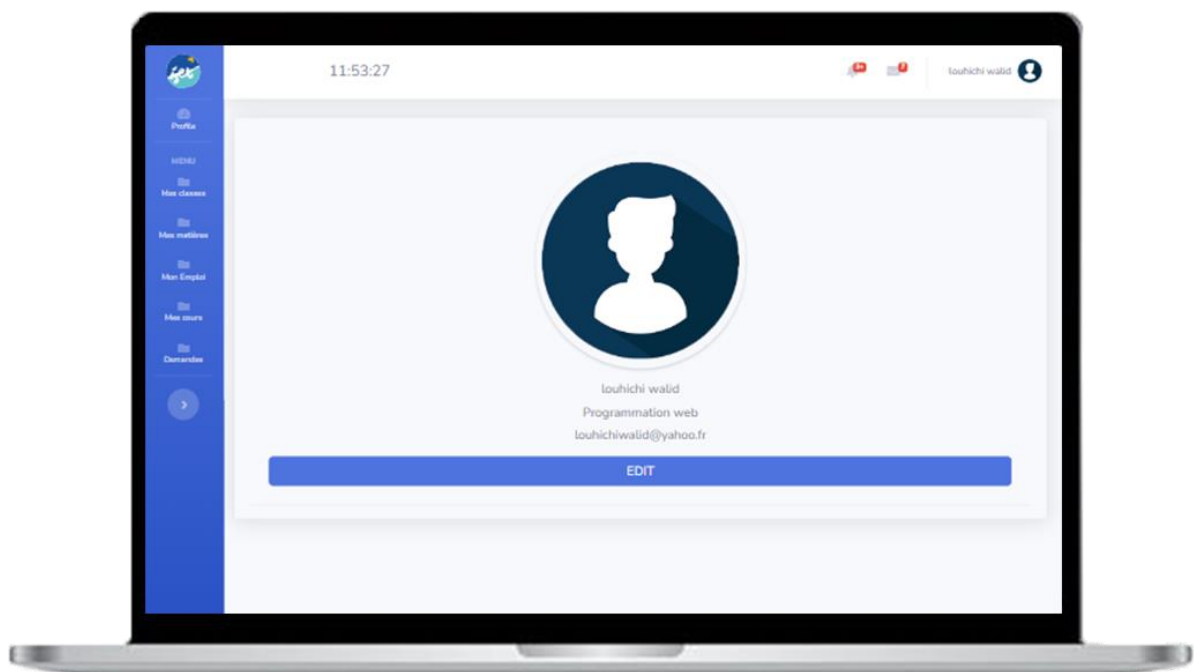 iset
11:53:27
louhichi walid
Profile
MENU
Mes classes
Mes matières
Mon Emploi
Mes cours
Demandes
louhichi walid
Programmation web
louhichiwalid@yahoo.fr
EDIT